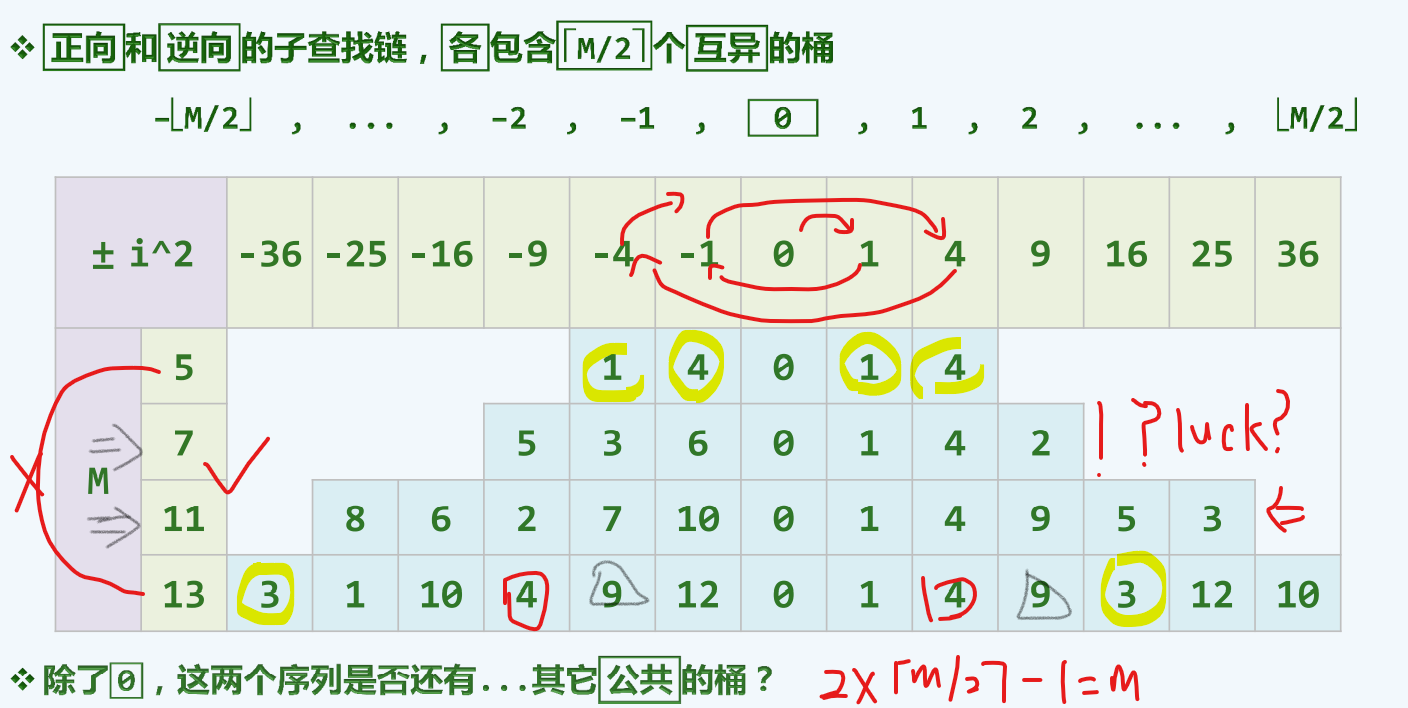 ❖ 正向和逆向的子查找链，各包含⌈M/2⌉个互异的桶
-⌊M/2⌋ , ... , -2 , -1 , 0 , 1 , 2 , ... , ⌊M/2⌋
± i^2 -36 -25 -16 -9 -4 -1 0 1 4 9 16 25 36
5 1 4 0 1 4
7 5 3 6 0 1 4 2 ! ? luck?
M
11 8 6 2 7 10 0 1 4 9 5 3
13 3 1 10 4 9 12 0 1 4 9 3 12 10
❖ 除了0，这两个序列是否还有...其它公共的桶？ 2×⌈m/2⌉-1=m